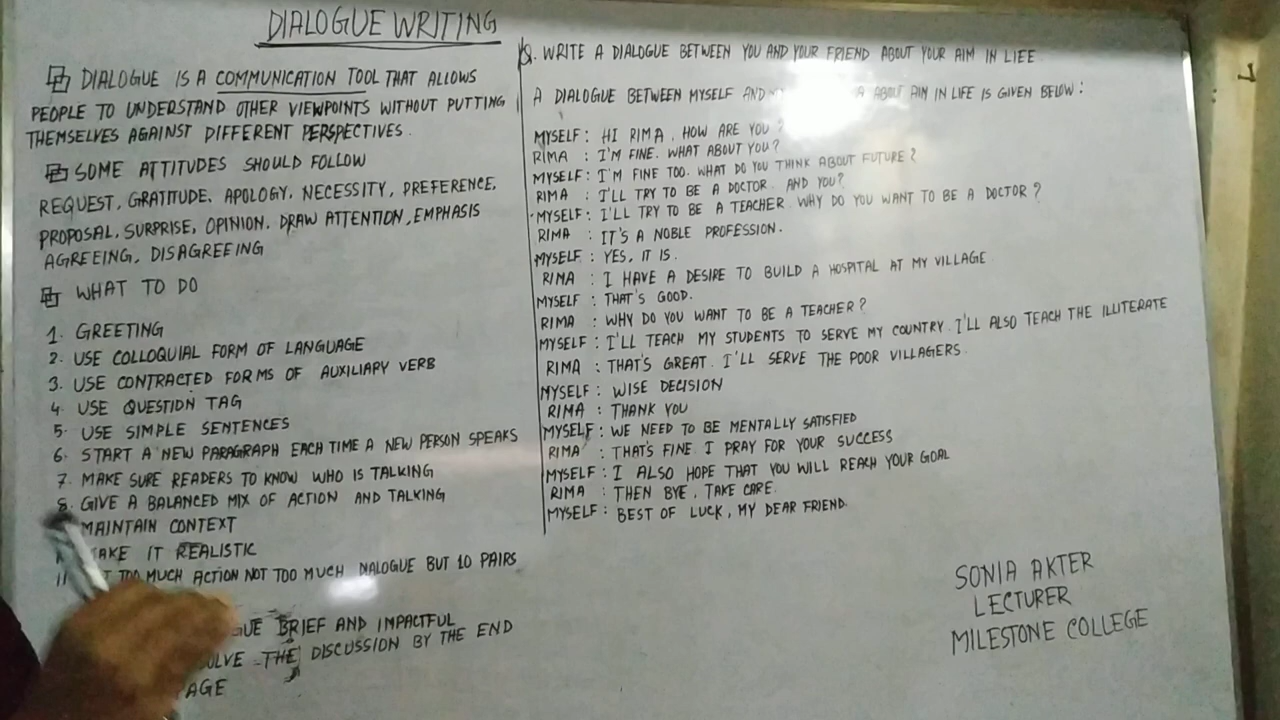 DIALOGUE WRITING
DIALOGUE IS A COMMUNICATION TOOL THAT ALLOWS
PEOPLE TO UNDERSTAND OTHER VIEWPOINTS WITHOUT PUTTING
THEMSELVES AGAINST DIFFERENT PERSPECTIVES.
SOME ATTITUDES SHOULD FOLLOW
REQUEST, GRATITUDE, APOLOGY, NECESSITY, PREFERENCE,
PROPOSAL, SURPRISE, OPINION, DRAW ATTENTION, EMPHASIS
AGREEING, DISAGREEING
WHAT TO DO
1. GREETING
2. USE COLLOQUIAL FORM OF LANGUAGE
3. USE CONTRACTED FORMS OF AUXILIARY VERB
4. USE QUESTION TAG
5. USE SIMPLE SENTENCES
6. START A NEW PARAGRAPH EACH TIME A NEW PERSON SPEAKS
7. MAKE SURE READERS TO KNOW WHO IS TALKING
8. GIVE A BALANCED MIX OF ACTION AND TALKING
MAINTAIN CONTEXT
IT REALISTIC
TOO MUCH ACTION NOT TOO MUCH DIALOGUE BUT 10 PAIRS
BRIEF AND IMPACTFUL
THE DISCUSSION BY THE END
Q. WRITE A DIALOGUE BETWEEN YOU AND YOUR FRIEND ABOUT YOUR AIM IN LIFE
A DIALOGUE BETWEEN MYSELF AND ABOUT AIM IN LIFE IS GIVEN BELOW:
MYSELF: HI RIMA, HOW ARE YOU?
RIMA : I'M FINE. WHAT ABOUT YOU?
MYSELF: I'M FINE TOO. WHAT DO YOU THINK ABOUT FUTURE?
RIMA : I'LL TRY TO BE A DOCTOR. AND YOU?
MYSELF: I'LL TRY TO BE A TEACHER. WHY DO YOU WANT TO BE A DOCTOR?
RIMA : IT'S A NOBLE PROFESSION.
MYSELF: YES, IT IS.
RIMA : I HAVE A DESIRE TO BUILD A HOSPITAL AT MY VILLAGE
MYSELF: THAT'S GOOD.
RIMA : WHY DO YOU WANT TO BE A TEACHER?
MYSELF: I'LL TEACH MY STUDENTS TO SERVE MY COUNTRY. I'LL ALSO TEACH THE ILLITERATE
RIMA : THAT'S GREAT. I'LL SERVE THE POOR VILLAGERS.
MYSELF: WISE DECISION
RIMA : THANK YOU
MYSELF: WE NEED TO BE MENTALLY SATISFIED
RIMA : THAT'S FINE. I PRAY FOR YOUR SUCCESS
MYSELF: I ALSO HOPE THAT YOU WILL REACH YOUR GOAL
RIMA : THEN BYE, TAKE CARE.
MYSELF: BEST OF LUCK, MY DEAR FRIEND.
SONIA AKTER
LECTURER
MILESTONE COLLEGE